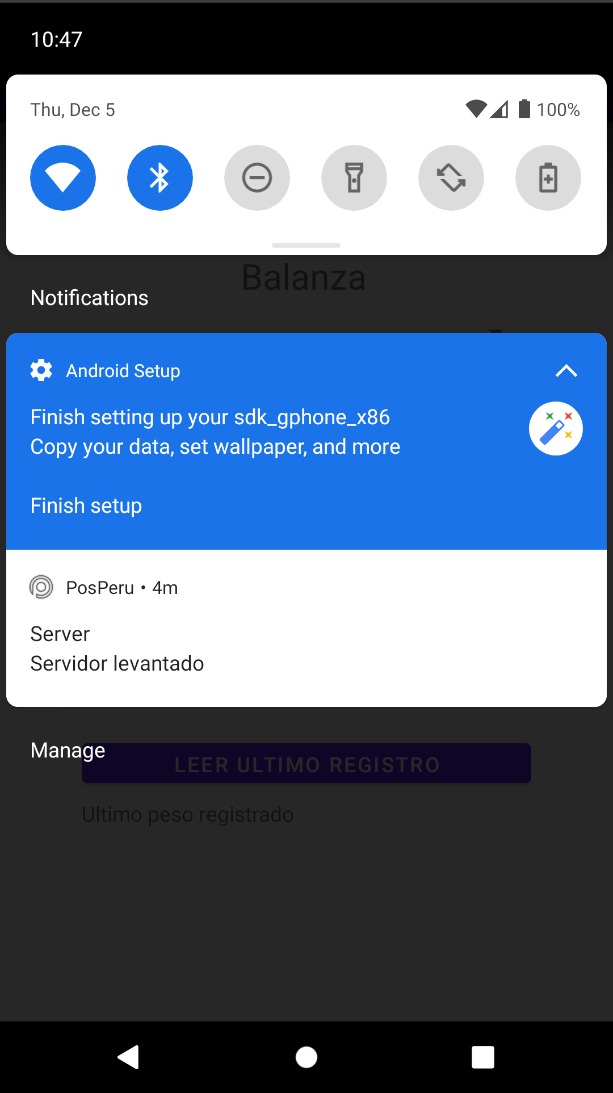 10:47
Thu, Dec 5
100%
Balanza
Notifications
Android Setup
Finish setting up your sdk_gphone_x86
Copy your data, set wallpaper, and more
Finish setup
PosPeru • 4m
Server
Servidor levantado
Manage
LEER ULTIMO REGISTRO
Ultimo peso registrado